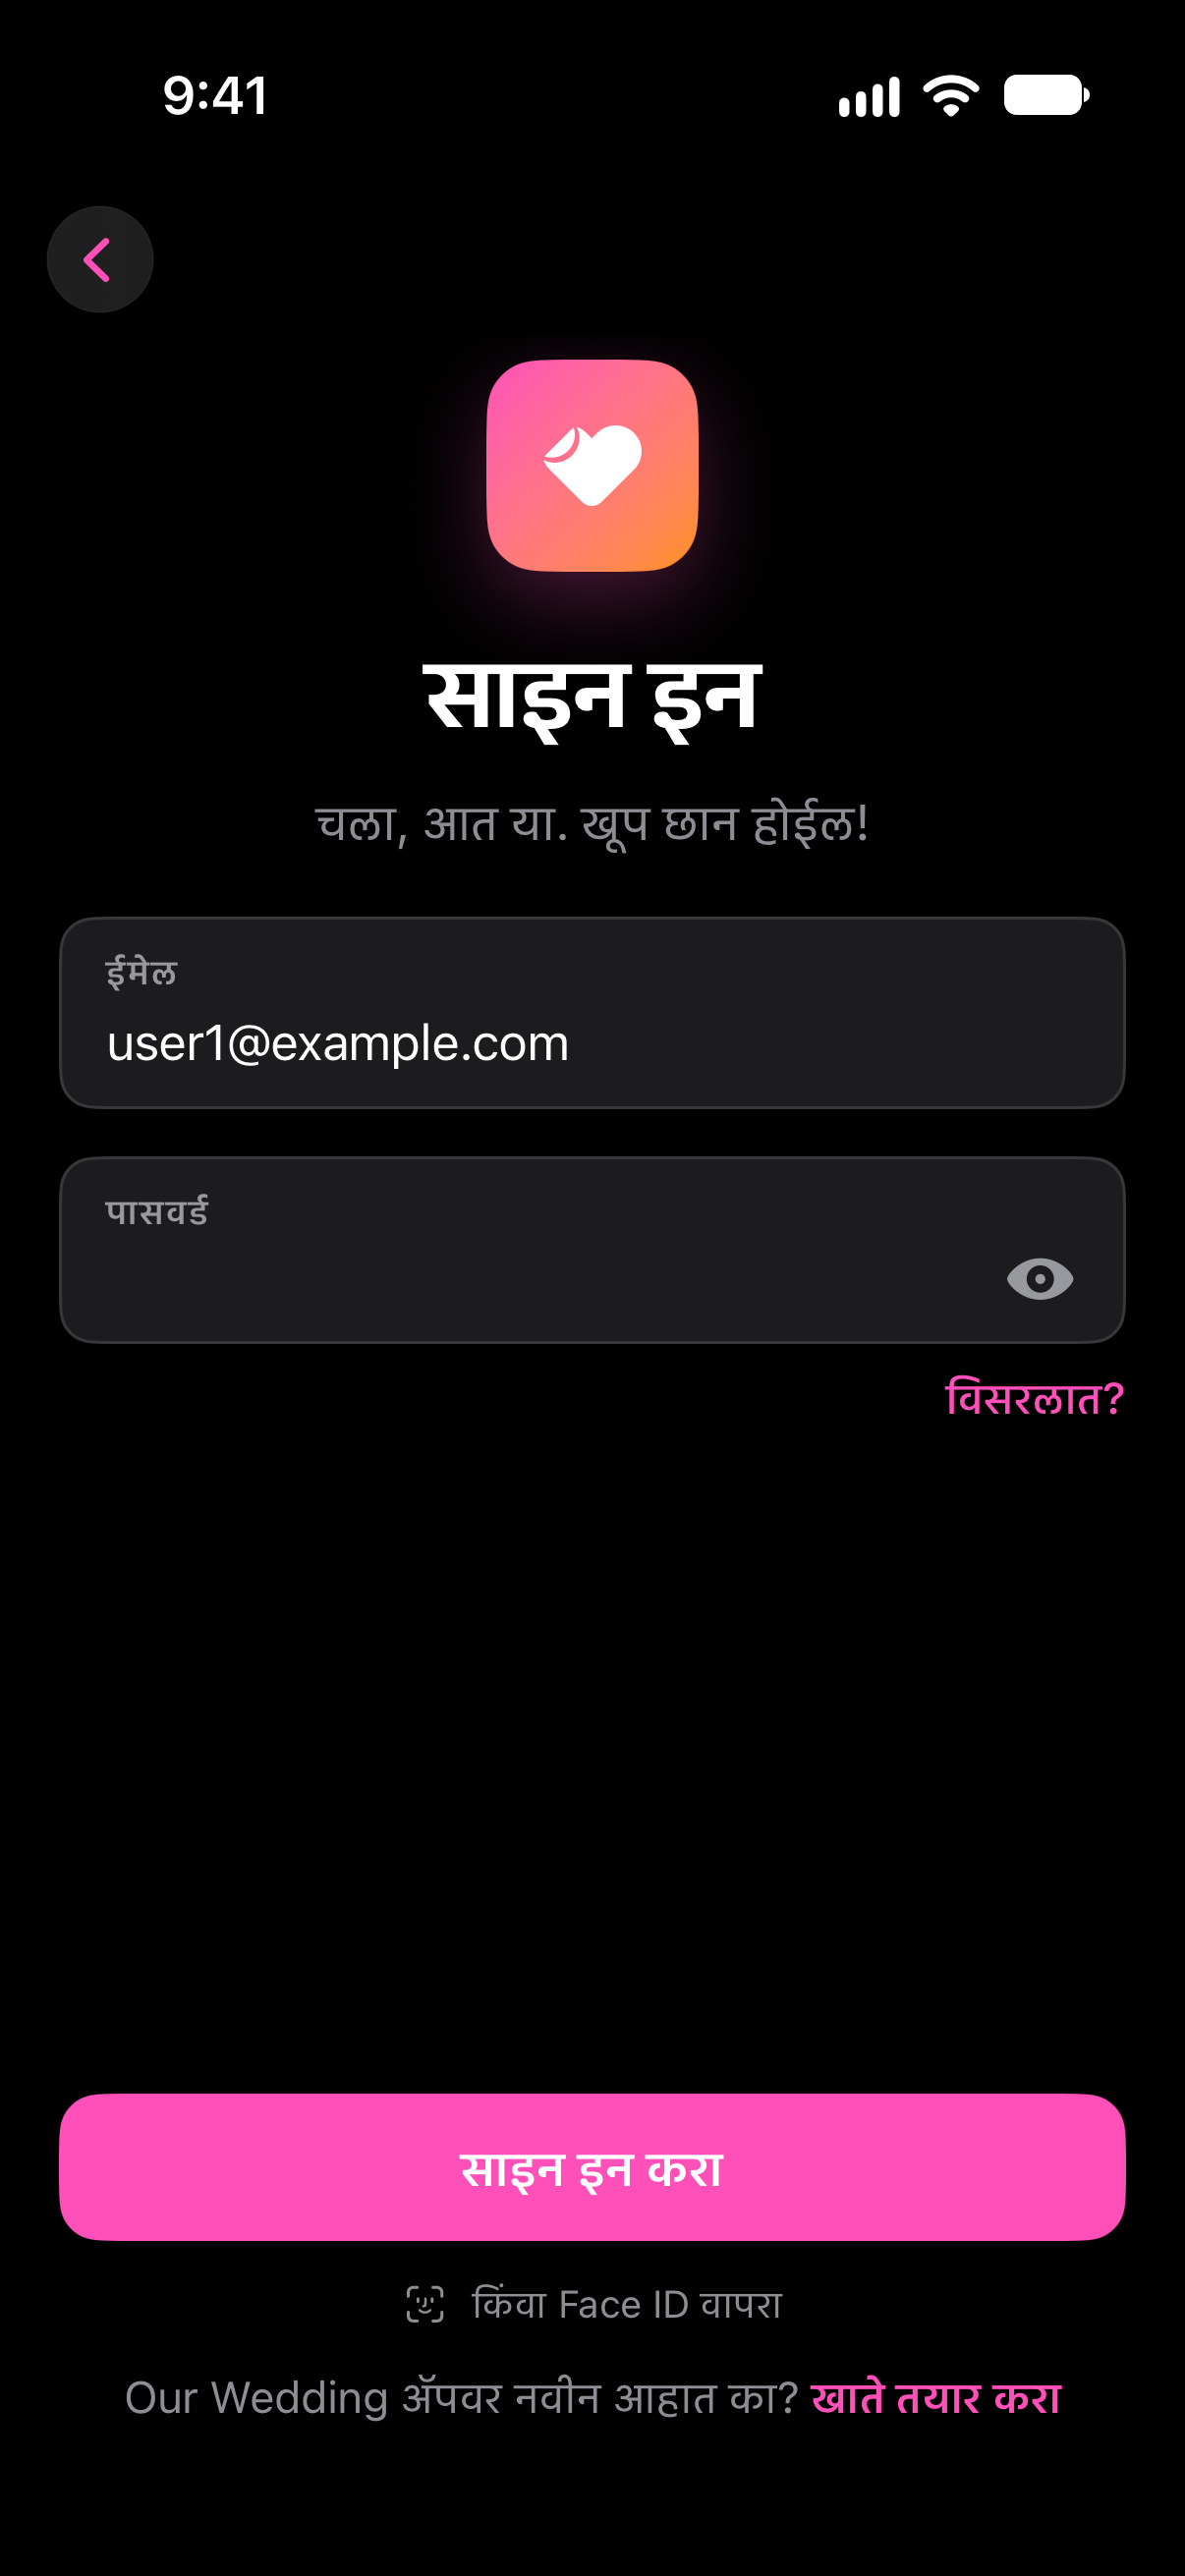 9:41
साइन इन
चला, आत या. खूप छान होईल!
ईमेल
user1@example.com
पासवर्ड
विसरलात?
साइन इन करा
किंवा Face ID वापरा
Our Wedding ॲपवर नवीन आहात का? खाते तयार करा